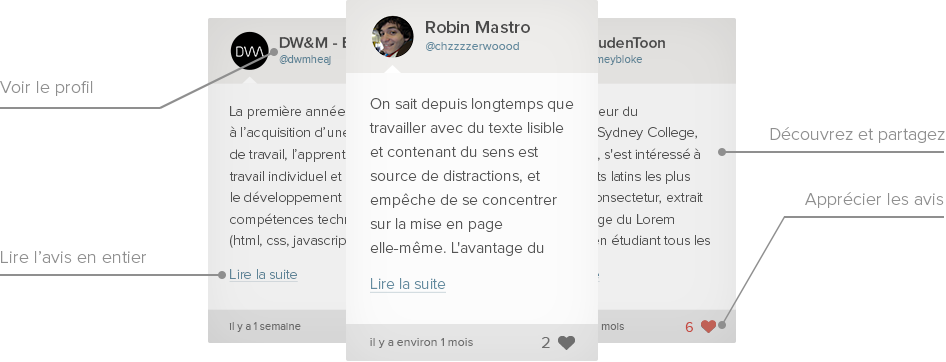 Voir le profil
Lire l'avis en entier
DWM
DW&M -
@dwmheaj
La première année
à l'acquisition d'une
de travail, l'apprent
travail individuel et
le développement
compétences techn
(html, css, javascrip
Lire la suite
il y a 1 semaine
Robin Mastro
@chzzzzerwoood
On sait depuis longtemps que
travailler avec du texte lisible
et contenant du sens est
source de distractions, et
empêche de se concentrer
sur la mise en page
elle-même. L'avantage du
Lire la suite
il y a environ 1 mois
2
udenToon
meybloke
eur du
Sydney College,
, s'est intéressé à
ts latins les plus
onsectetur, extrait
ge du Lorem
en étudiant tous les
mois
6
Découvrez et partagez
Apprécier les avis